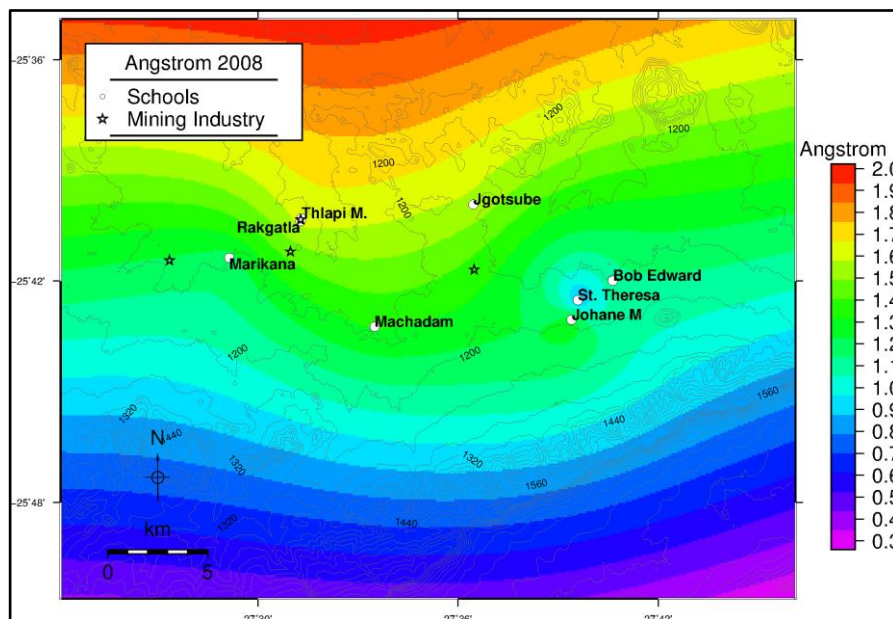 Angstrom 2008
Schools
Mining Industry
-25˚36'
-25˚42'
-25˚48'
1200
1200
1200
1200
Jgotsube
Thlapi M.
Rakgatla
Marikana
Bob Edward
St. Theresa
Johane M
Machadam
1200
1200
1560
1440
1320
1320
1440
1320
1560
1320
1440
N
km
0 5
27˚36'
Angstrom
2.0
1.9
1.8
1.7
1.6
1.5
1.4
1.3
1.2
1.1
1.0
0.9
0.8
0.7
0.6
0.5
0.4
0.3